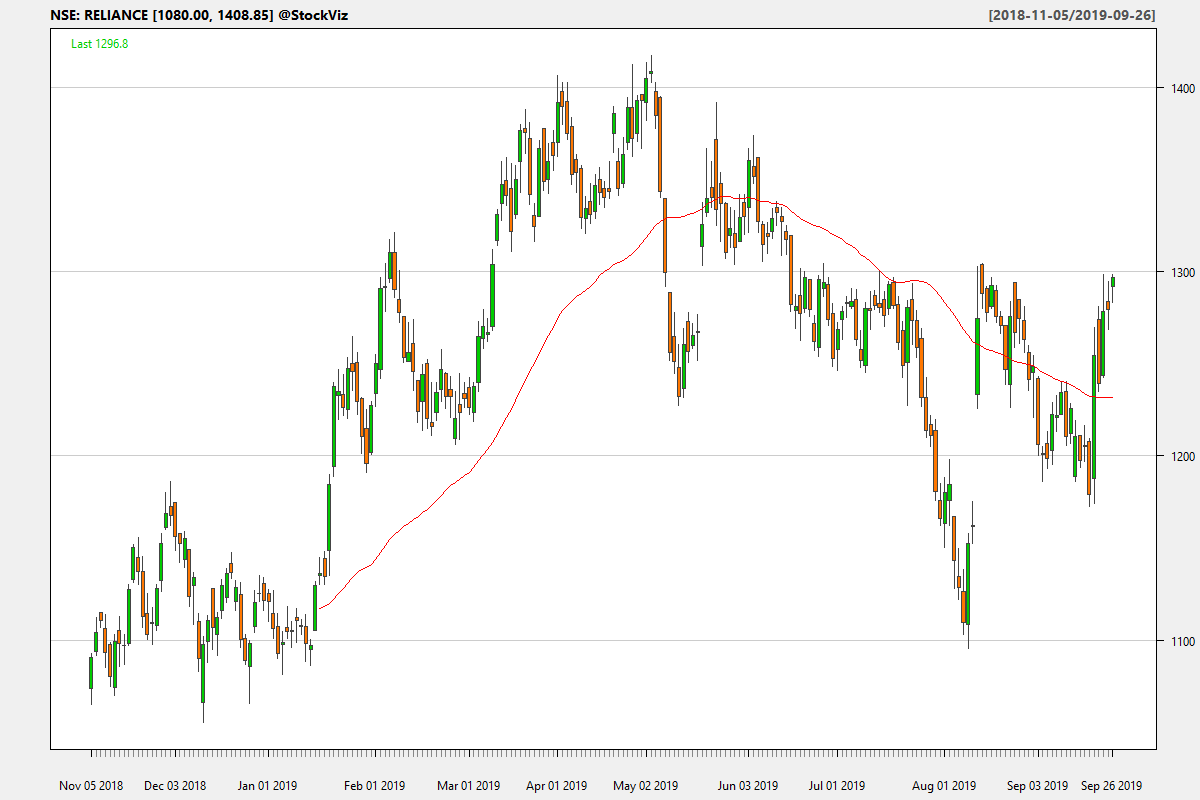 NSE: RELIANCE [1080.00, 1408.85] @StockViz
[2018-11-05/2019-09-26]
Last 1296.8
1400
1300
1200
1100
Nov 05 2018
Dec 03 2018
Jan 01 2019
Feb 01 2019
Mar 01 2019
Apr 01 2019
May 02 2019
Jun 03 2019
Jul 01 2019
Aug 01 2019
Sep 03 2019
Sep 26 2019